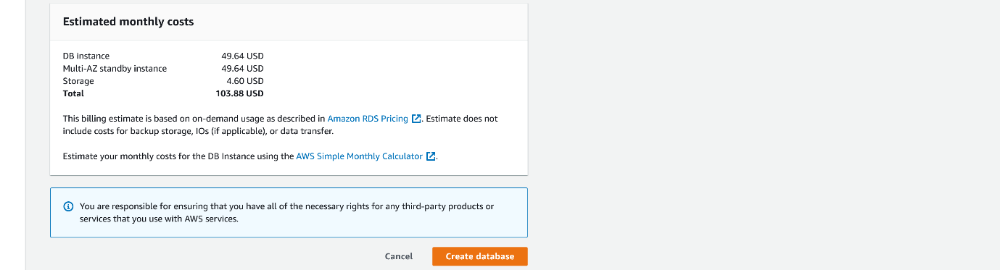 Estimated monthly costs
DB instance 49.64 USD
Multi-AZ standby instance 49.64 USD
Storage 4.60 USD
Total 103.88 USD
This billing estimate is based on on-demand usage as described in Amazon RDS Pricing. Estimate does not
include costs for backup storage, IOs (if applicable), or data transfer.
Estimate your monthly costs for the DB Instance using the AWS Simple Monthly Calculator.
You are responsible for ensuring that you have all of the necessary rights for any third-party products or
services that you use with AWS services.
Cancel Create database